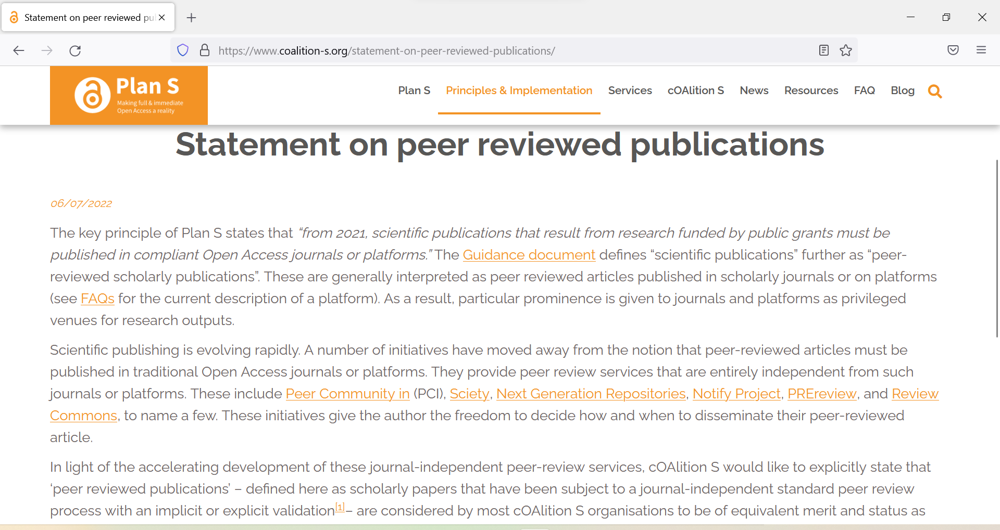 Statement on peer reviewed pu
https://www.coalition-s.org/statement-on-peer-reviewed-publications/
Plan S
Making full & immediate
Open Access a reality
Plan S Principles & Implementation Services cOAlition S News Resources FAQ Blog
Statement on peer reviewed publications
06/07/2022
The key principle of Plan S states that “from 2021, scientific publications that result from research funded by public grants must be
published in compliant Open Access journals or platforms.” The Guidance document defines “scientific publications” further as “peer-
reviewed scholarly publications”. These are generally interpreted as peer reviewed articles published in scholarly journals or on platforms
(see FAQs for the current description of a platform). As a result, particular prominence is given to journals and platforms as privileged
venues for research outputs.
Scientific publishing is evolving rapidly. A number of initiatives have moved away from the notion that peer-reviewed articles must be
published in traditional Open Access journals or platforms. They provide peer review services that are entirely independent from such
journals or platforms. These include Peer Community in (PCI), Sciety, Next Generation Repositories, Notify Project, PREreview, and Review
Commons, to name a few. These initiatives give the author the freedom to decide how and when to disseminate their peer-reviewed
article.
In light of the accelerating development of these journal-independent peer-review services, cOAlition S would like to explicitly state that
‘peer reviewed publications’ – defined here as scholarly papers that have been subject to a journal-independent standard peer review
process with an implicit or explicit validation[1]– are considered by most cOAlition S organisations to be of equivalent merit and status as